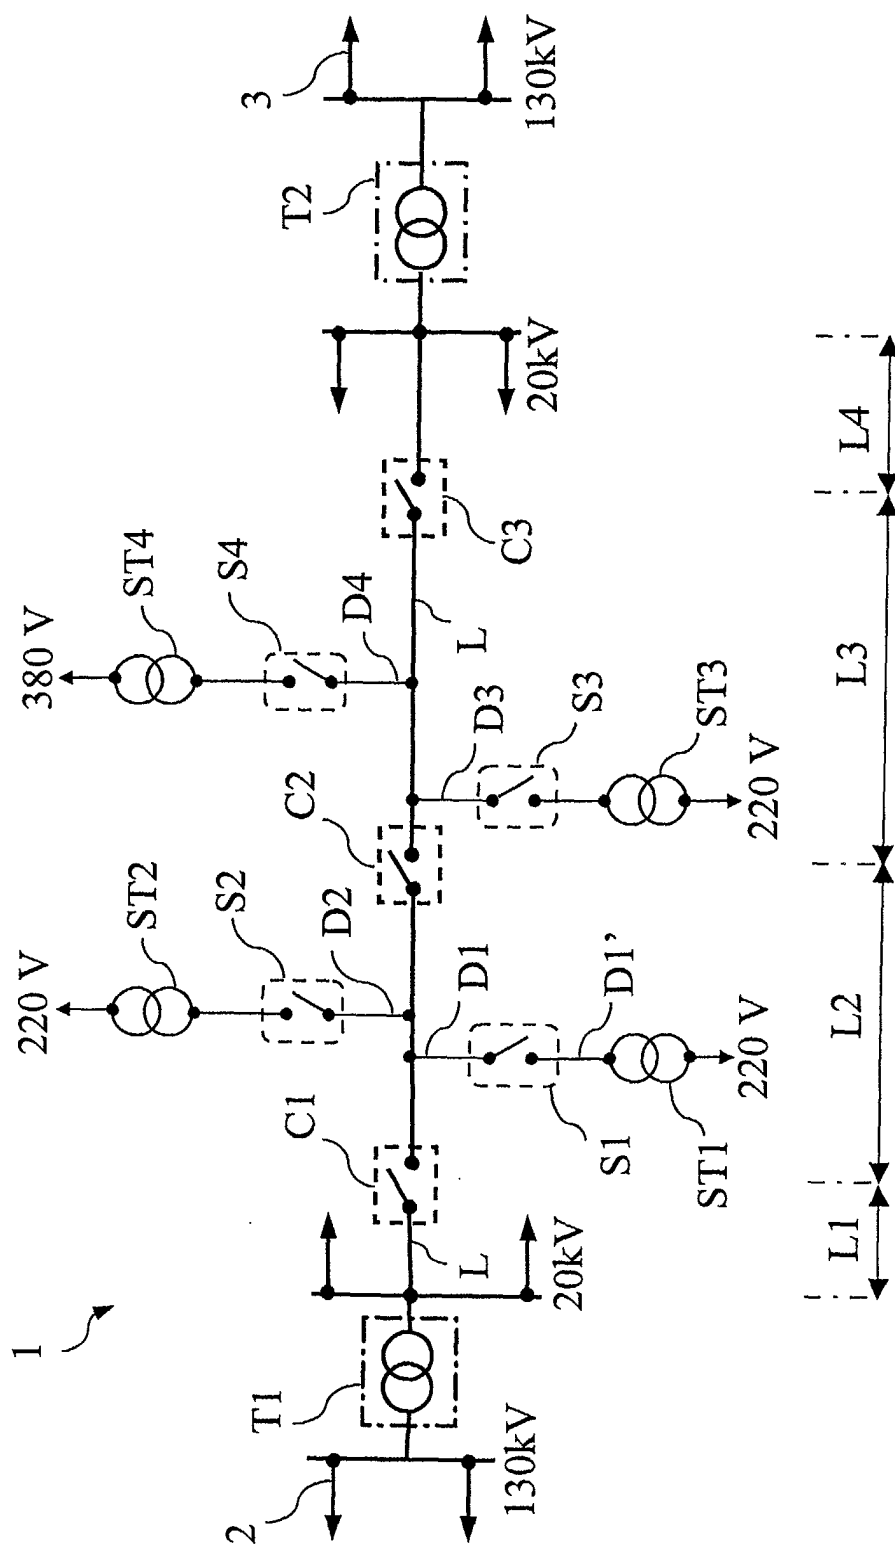 1
2
130kV
T1
20kV
L
C1
220 V
ST2
S2
D2
D1
S1
D1’
ST1
220 V
C2
D3
S3
ST3
220 V
380 V
ST4
S4
D4
L
C3
20kV
T2
3
130kV
L1
L2
L3
L4